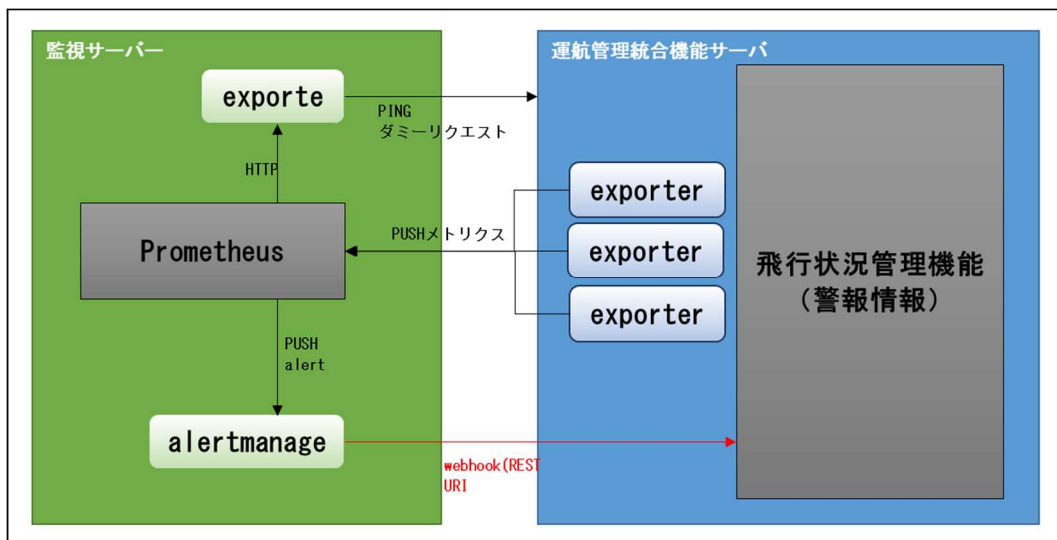 監視サーバー
運航管理統合機能サーバ
exporte
PING
ダミーリクエスト
HTTP
exporter
Prometheus
PUSHメトリクス
exporter
飛行状況管理機能
（警報情報）
exporter
PUSH
alert
alertmanage
webhook(REST
URI